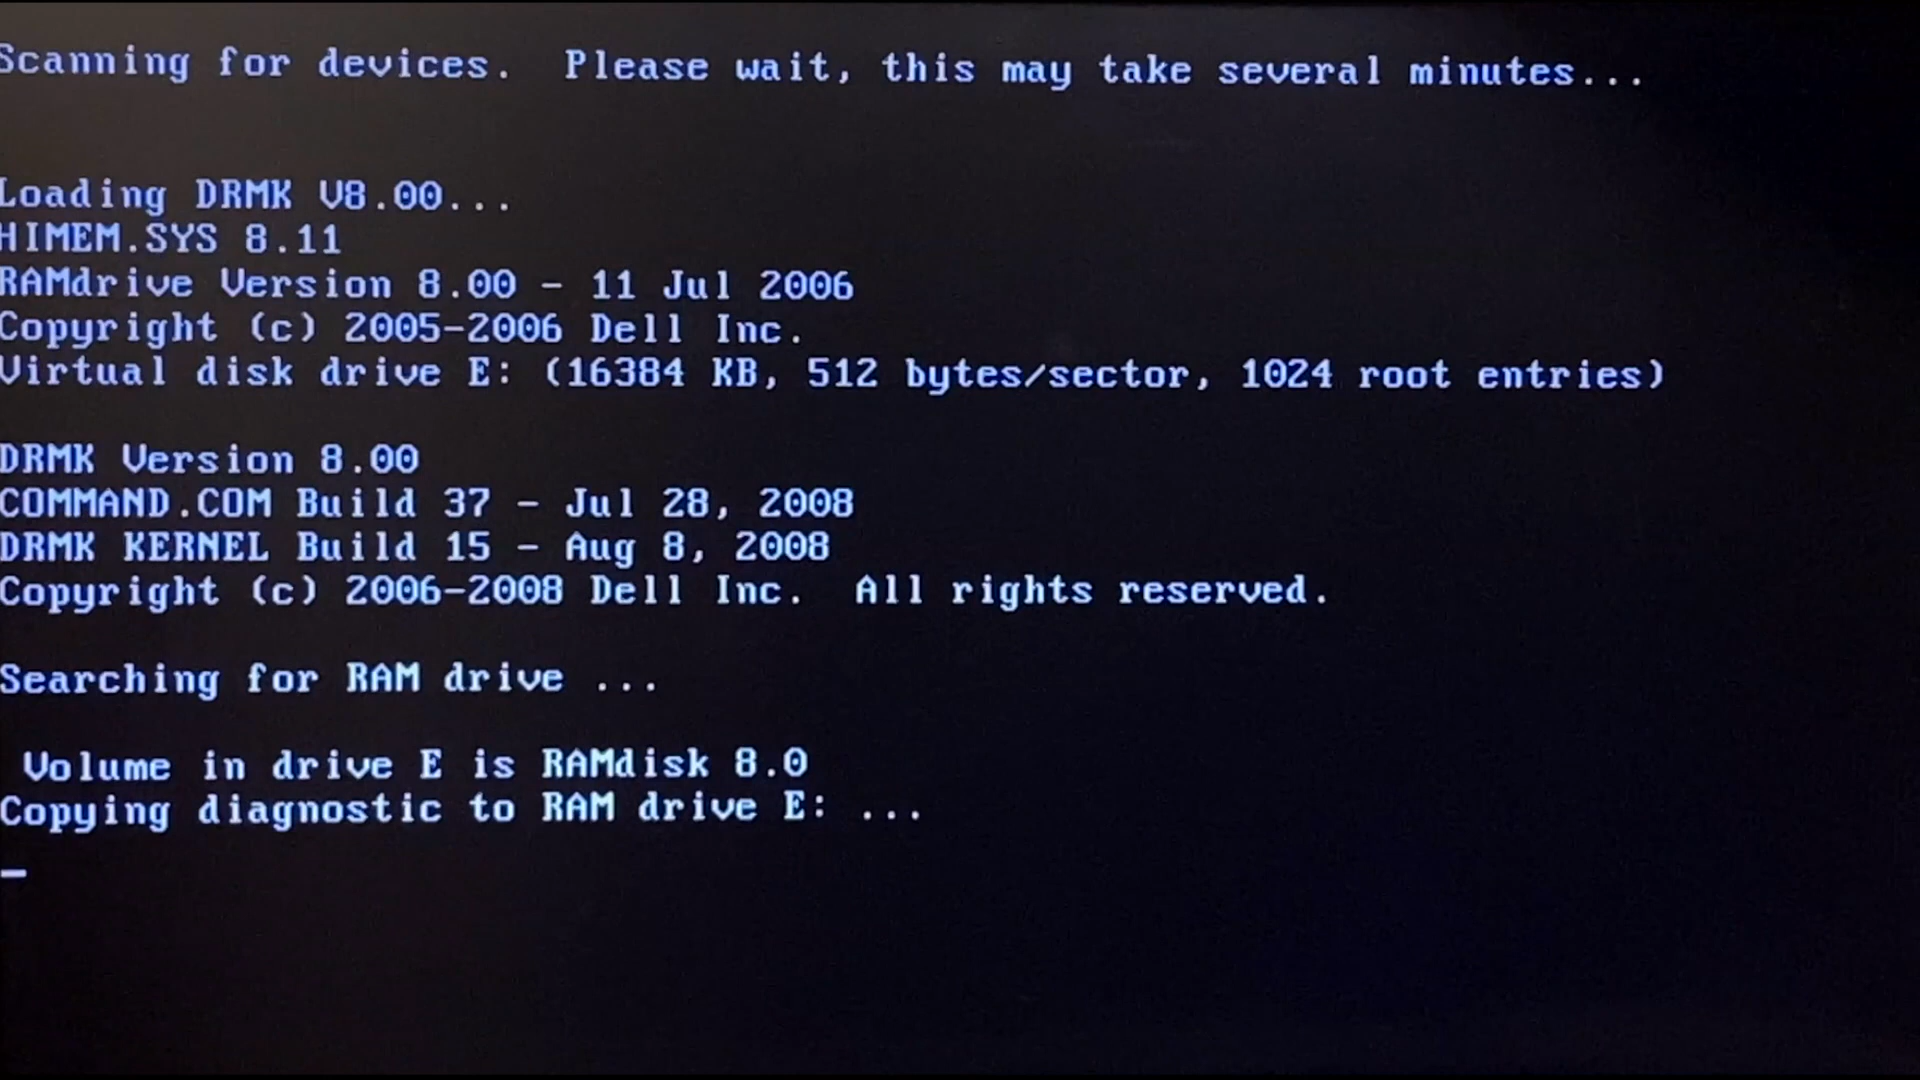 Scanning for devices.  Please wait, this may take several minutes...
Loading DRMK V8.00...
HIMEM.SYS 8.11
RAMdrive Version 8.00 - 11 Jul 2006
Copyright (c) 2005-2006 Dell Inc.
Virtual disk drive E: (16384 KB, 512 bytes/sector, 1024 root entries)
DRMK Version 8.00
COMMAND.COM Build 37 - Jul 28, 2008
DRMK KERNEL Build 15 - Aug 8, 2008
Copyright (c) 2006-2008 Dell Inc.  All rights reserved.
Searching for RAM drive ...
Volume in drive E is RAMdisk 8.0
Copying diagnostic to RAM drive E: ...
_